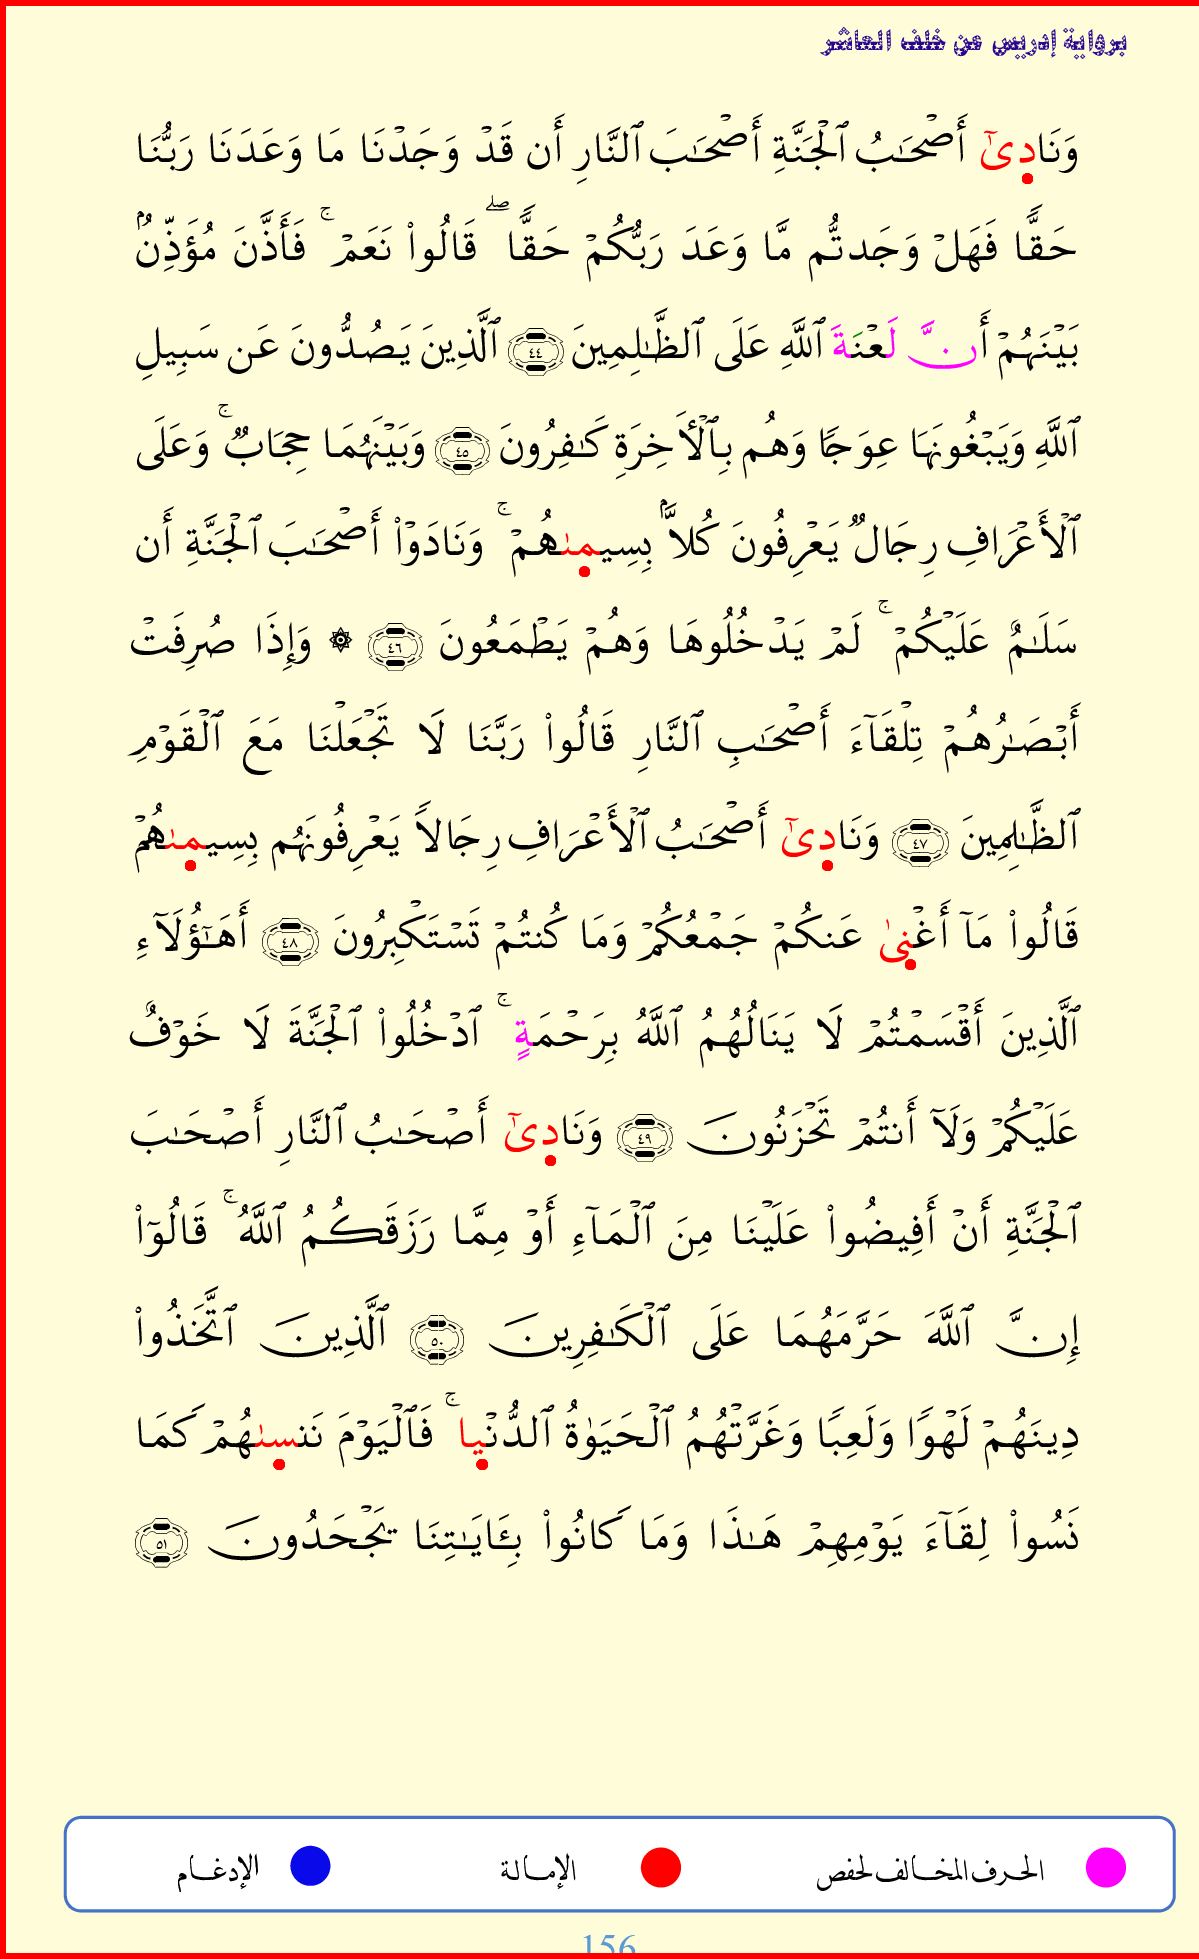 برواية إدريس عن خلف العاشر
وَنَادِىٰٓ أَصْحَـٰبُ ٱلْجَنَّةِ أَصْحَـٰبَ ٱلنَّارِ أَن قَدْ وَجَدْنَا مَا وَعَدَنَا رَبُّنَا
حَقًّا فَهَلْ وَجَدتُّم مَّا وَعَدَ رَبُّكُمْ حَقًّا ۖ قَالُوا۟ نَعَمْ ۚ فَأَذَّنَ مُؤَذِّنٌۢ
بَيْنَهُمْ أَنَّ لَعْنَةَ ٱللَّهِ عَلَى ٱلظَّـٰلِمِينَ ٤٤ ٱلَّذِينَ يَصُدُّونَ عَن سَبِيلِ
ٱللَّهِ وَيَبْغُونَهَا عِوَجًا وَهُم بِٱلْـَٔاخِرَةِ كَـٰفِرُونَ ٤٥ وَبَيْنَهُمَا حِجَابٌ ۚ وَعَلَى
ٱلْأَعْرَافِ رِجَالٌ يَعْرِفُونَ كُلًّۢا بِسِيمِىٰهُمْ ۚ وَنَادَوْا۟ أَصْحَـٰبَ ٱلْجَنَّةِ أَن
سَلَـٰمٌ عَلَيْكُمْ ۚ لَمْ يَدْخُلُوهَا وَهُمْ يَطْمَعُونَ ٤٦ ۞ وَإِذَا صُرِفَتْ
أَبْصَـٰرُهُمْ تِلْقَآءَ أَصْحَـٰبِ ٱلنَّارِ قَالُوا۟ رَبَّنَا لَا تَجْعَلْنَا مَعَ ٱلْقَوْمِ
ٱلظَّـٰلِمِينَ ٤٧ وَنَادِىٰٓ أَصْحَـٰبُ ٱلْأَعْرَافِ رِجَالًا يَعْرِفُونَهُم بِسِيمِىٰهُمْ
قَالُوا۟ مَآ أَغْنِىٰ عَنكُمْ جَمْعُكُمْ وَمَا كُنتُمْ تَسْتَكْبِرُونَ ٤٨ أَهَـٰٓؤُلَآءِ
ٱلَّذِينَ أَقْسَمْتُمْ لَا يَنَالُهُمُ ٱللَّهُ بِرَحْمَةٍ ۚ ٱدْخُلُوا۟ ٱلْجَنَّةَ لَا خَوْفٌ
عَلَيْكُمْ وَلَآ أَنتُمْ تَحْزَنُونَ ٤٩ وَنَادِىٰٓ أَصْحَـٰبُ ٱلنَّارِ أَصْحَـٰبَ
ٱلْجَنَّةِ أَنْ أَفِيضُوا۟ عَلَيْنَا مِنَ ٱلْمَآءِ أَوْ مِمَّا رَزَقَكُمُ ٱللَّهُ ۚ قَالُوٓا۟
إِنَّ ٱللَّهَ حَرَّمَهُمَا عَلَى ٱلْكَـٰفِرِينَ ٥٠ ٱلَّذِينَ ٱتَّخَذُوا۟
دِينَهُمْ لَهْوًا وَلَعِبًا وَغَرَّتْهُمُ ٱلْحَيَوٰةُ ٱلدُّنْيِا ۚ فَٱلْيَوْمَ نَنسِىٰهُمْ كَمَا
نَسُوا۟ لِقَآءَ يَوْمِهِمْ هَـٰذَا وَمَا كَانُوا۟ بِـَٔايَـٰتِنَا يَجْحَدُونَ ٥١
الحرف المخالف لحفص الإمالة الإدغام
156